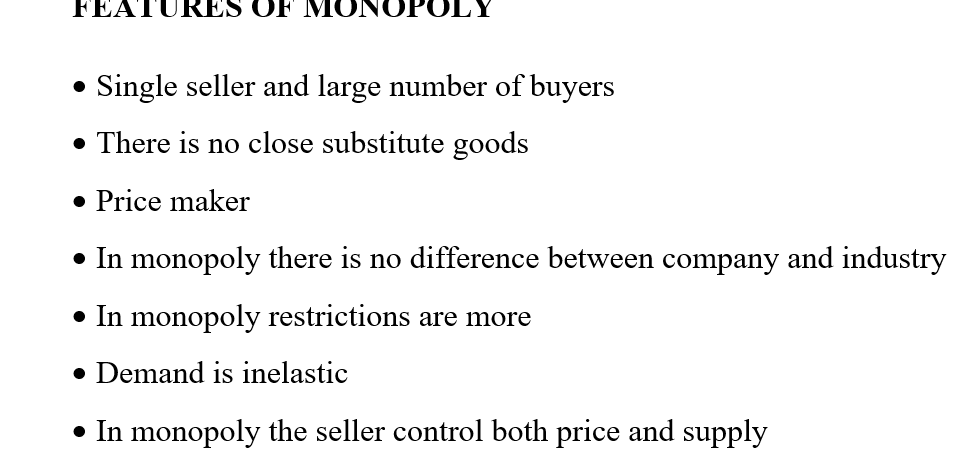 FEATURES OF MONOPOLY
• Single seller and large number of buyers
• There is no close substitute goods
• Price maker
• In monopoly there is no difference between company and industry
• In monopoly restrictions are more
• Demand is inelastic
• In monopoly the seller control both price and supply